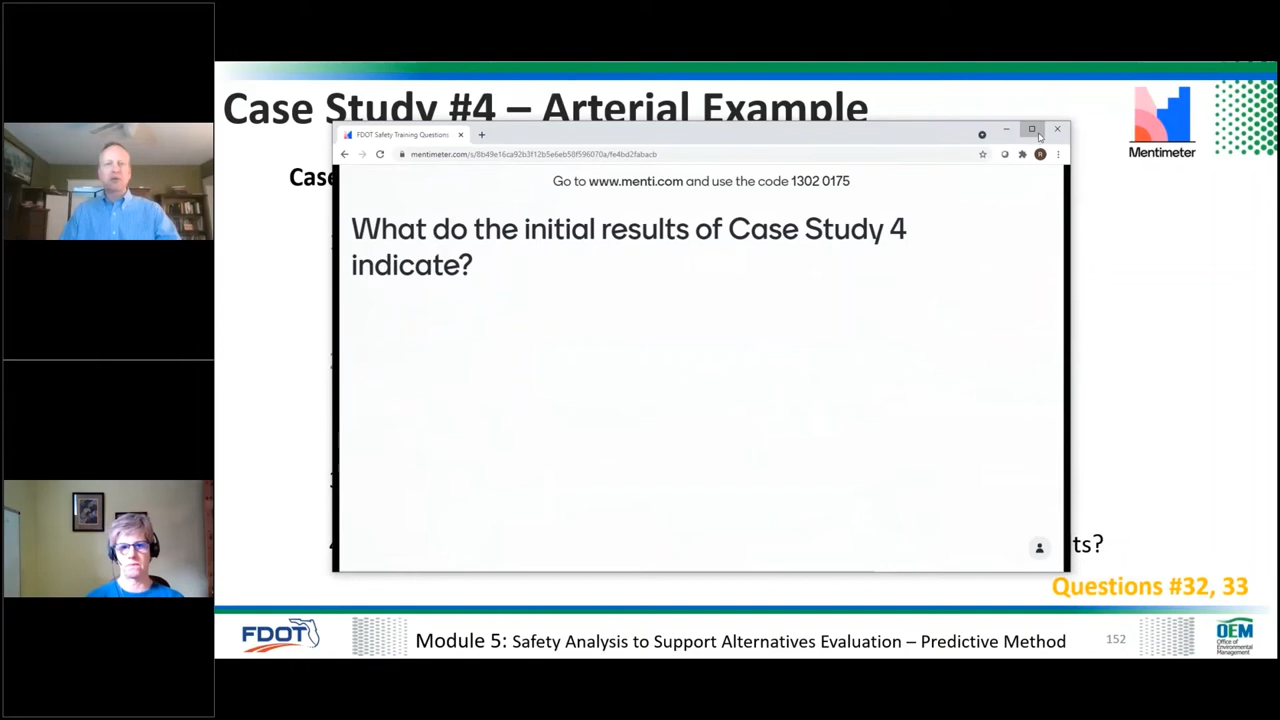 Case Study #4 – Arterial Example
Mentimeter
FDOT Safety Training Questions
mentimeter.com/s/8b49e16ca92b3f12b5e6eb58f596070a/fe4bd2fabacb
R
Case
Go to www.menti.com and use the code 1302 0175
What do the initial results of Case Study 4
indicate?
ts?
Questions #32, 33
FDOT
Module 5: Safety Analysis to Support Alternatives Evaluation – Predictive Method
152
OEM
Office of
Environmental
Management